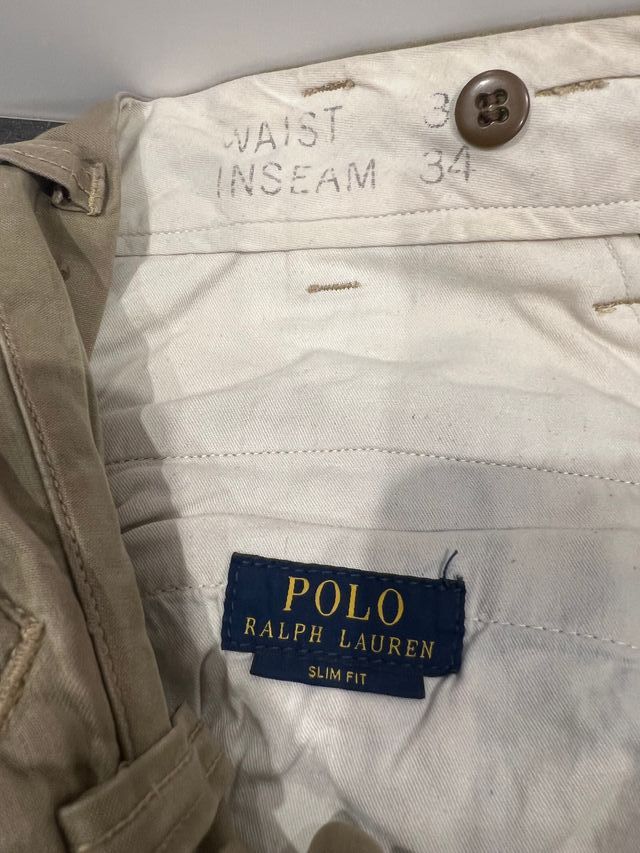 WAIST 3
INSEAM 34
POLO
RALPH LAUREN
SLIM FIT